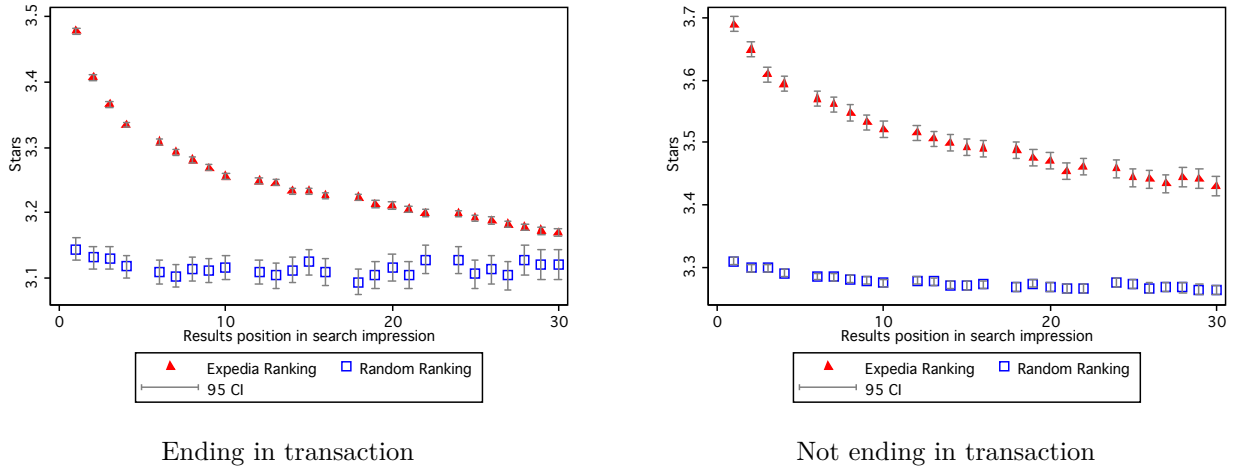 3.5
3.4
3.3
3.2
3.1
Stars
0
10
20
30
Results position in search impression
Expedia Ranking
Random Ranking
95 CI
Ending in transaction
3.7
3.6
3.5
3.4
3.3
Stars
0
10
20
30
Results position in search impression
Expedia Ranking
Random Ranking
95 CI
Not ending in transaction